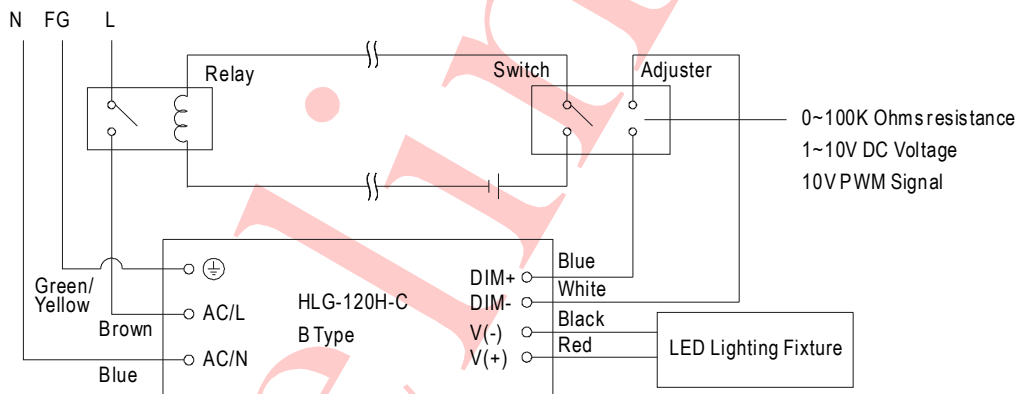 N FG L
Relay
Switch
Adjuster
0~100K Ohms resistance
1~10V DC Voltage
10V PWM Signal
Green/
Yellow
Brown
Blue
AC/L
AC/N
HLG-120H-C
B Type
DIM+
DIM-
V(-)
V(+)
Blue
White
Black
Red
LED Lighting Fixture